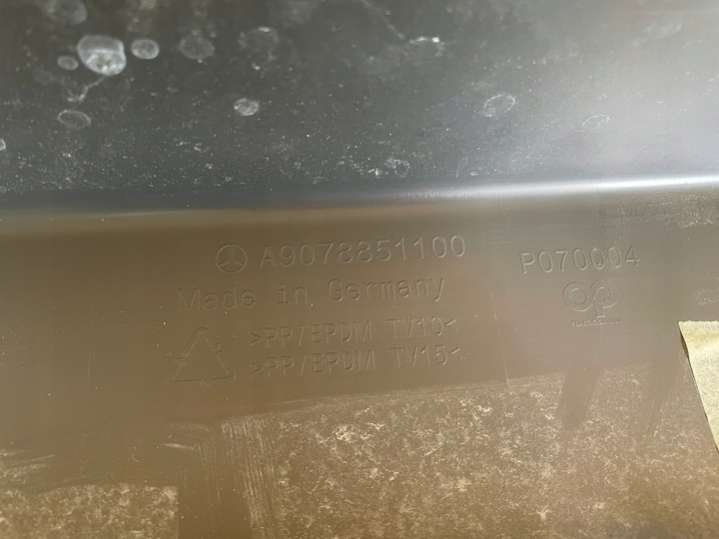 A9078851100
P070004
Made in Germany
>PP/EPDM TV10<
>PP/EPDM TV15<